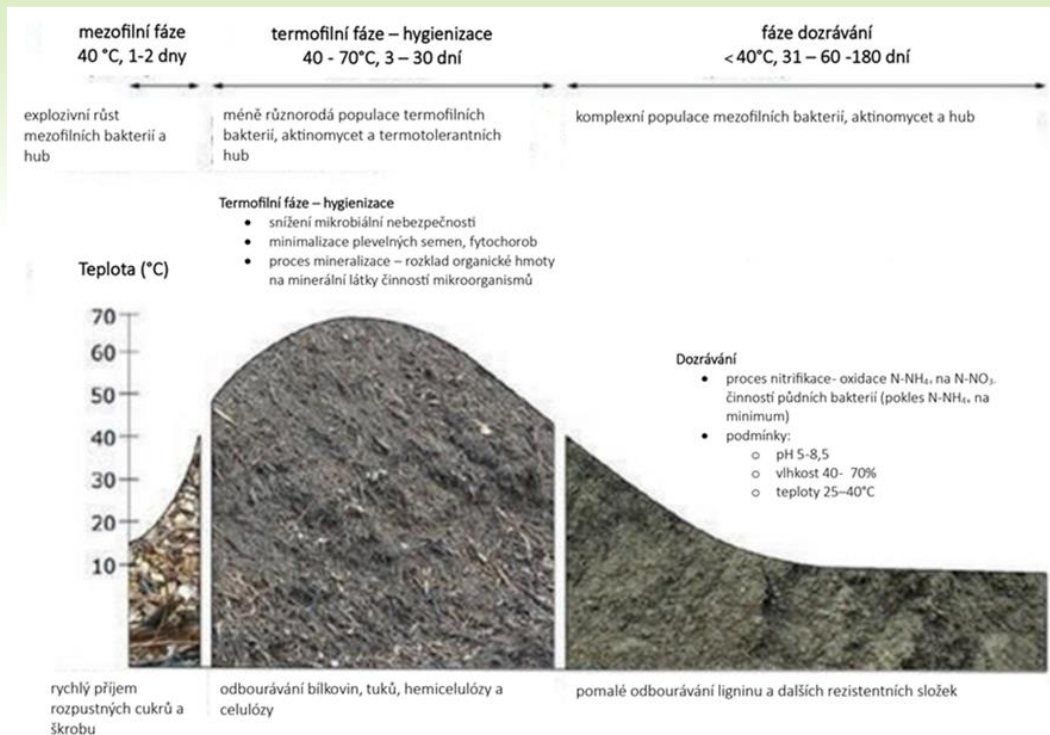 mezofilní fáze
40 °C, 1-2 dny
termofilní fáze – hygienizace
40 - 70°C, 3 – 30 dní
fáze dozrávání
< 40°C, 31 – 60 -180 dní
explozivní růst
mezofilních bakterií a
hub
méně různorodá populace termofilních
bakterií, aktinomycet a termotolerantních
hub
komplexní populace mezofilních bakterií, aktinomycet a hub
Termofilní fáze – hygienizace
• snížení mikrobiální nebezpečnosti
• minimalizace plevelných semen, fytochorob
• proces mineralizace – rozklad organické hmoty
na minerální látky činností mikroorganismů
Teplota (°C)
70
60
50
40
30
20
10
Dozrávání
• proces nitrifikace- oxidace N-NH₄₊ na N-NO₃-
činností půdních bakterií (pokles N-NH₄₊ na
minimum)
• podmínky:
o pH 5-8,5
o vlhkost 40- 70%
o teploty 25–40°C
rychlý příjem
rozpustných cukrů a
škrobu
odbourávání bílkovin, tuků, hemicelulózy a
celulózy
pomalé odbourávání ligninu a dalších rezistentních složek